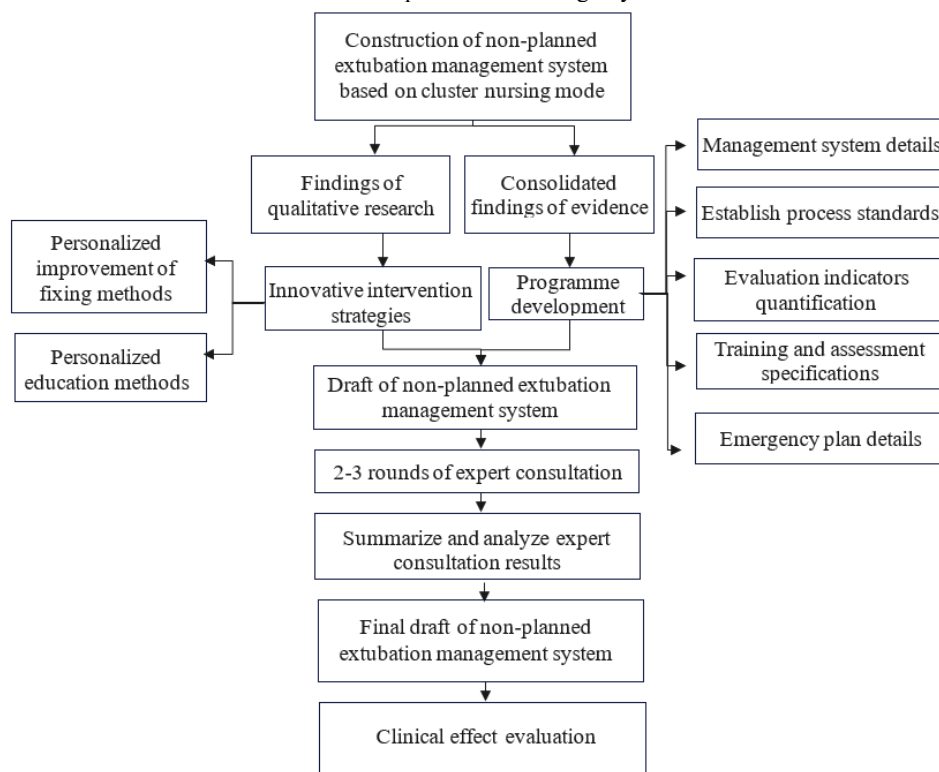 Construction of non-planned
extubation management system
based on cluster nursing mode
Findings of
qualitative research
Consolidated
findings of evidence
Management system details
Establish process standards
Personalized
improvement of
fixing methods
Innovative intervention
strategies
Programme
development
Evaluation indicators
quantification
Personalized
education methods
Training and assessment
specifications
Draft of non-planned extubation
management system
Emergency plan details
2-3 rounds of expert consultation
Summarize and analyze expert
consultation results
Final draft of non-planned
extubation management system
Clinical effect evaluation